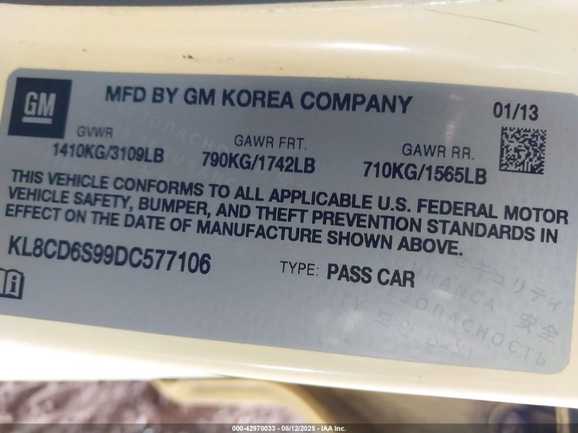 GM
MFD BY GM KOREA COMPANY
01/13
GVWR
1410KG/3109LB
GAWR FRT.
790KG/1742LB
GAWR RR.
710KG/1565LB
THIS VEHICLE CONFORMS TO ALL APPLICABLE U.S. FEDERAL MOTOR
VEHICLE SAFETY, BUMPER, AND THEFT PREVENTION STANDARDS IN
EFFECT ON THE DATE OF MANUFACTURE SHOWN ABOVE.
KL8CD6S99DC577106
TYPE: PASS CAR
安全
000-42970033 - 08/12/2025 - IAA Inc.